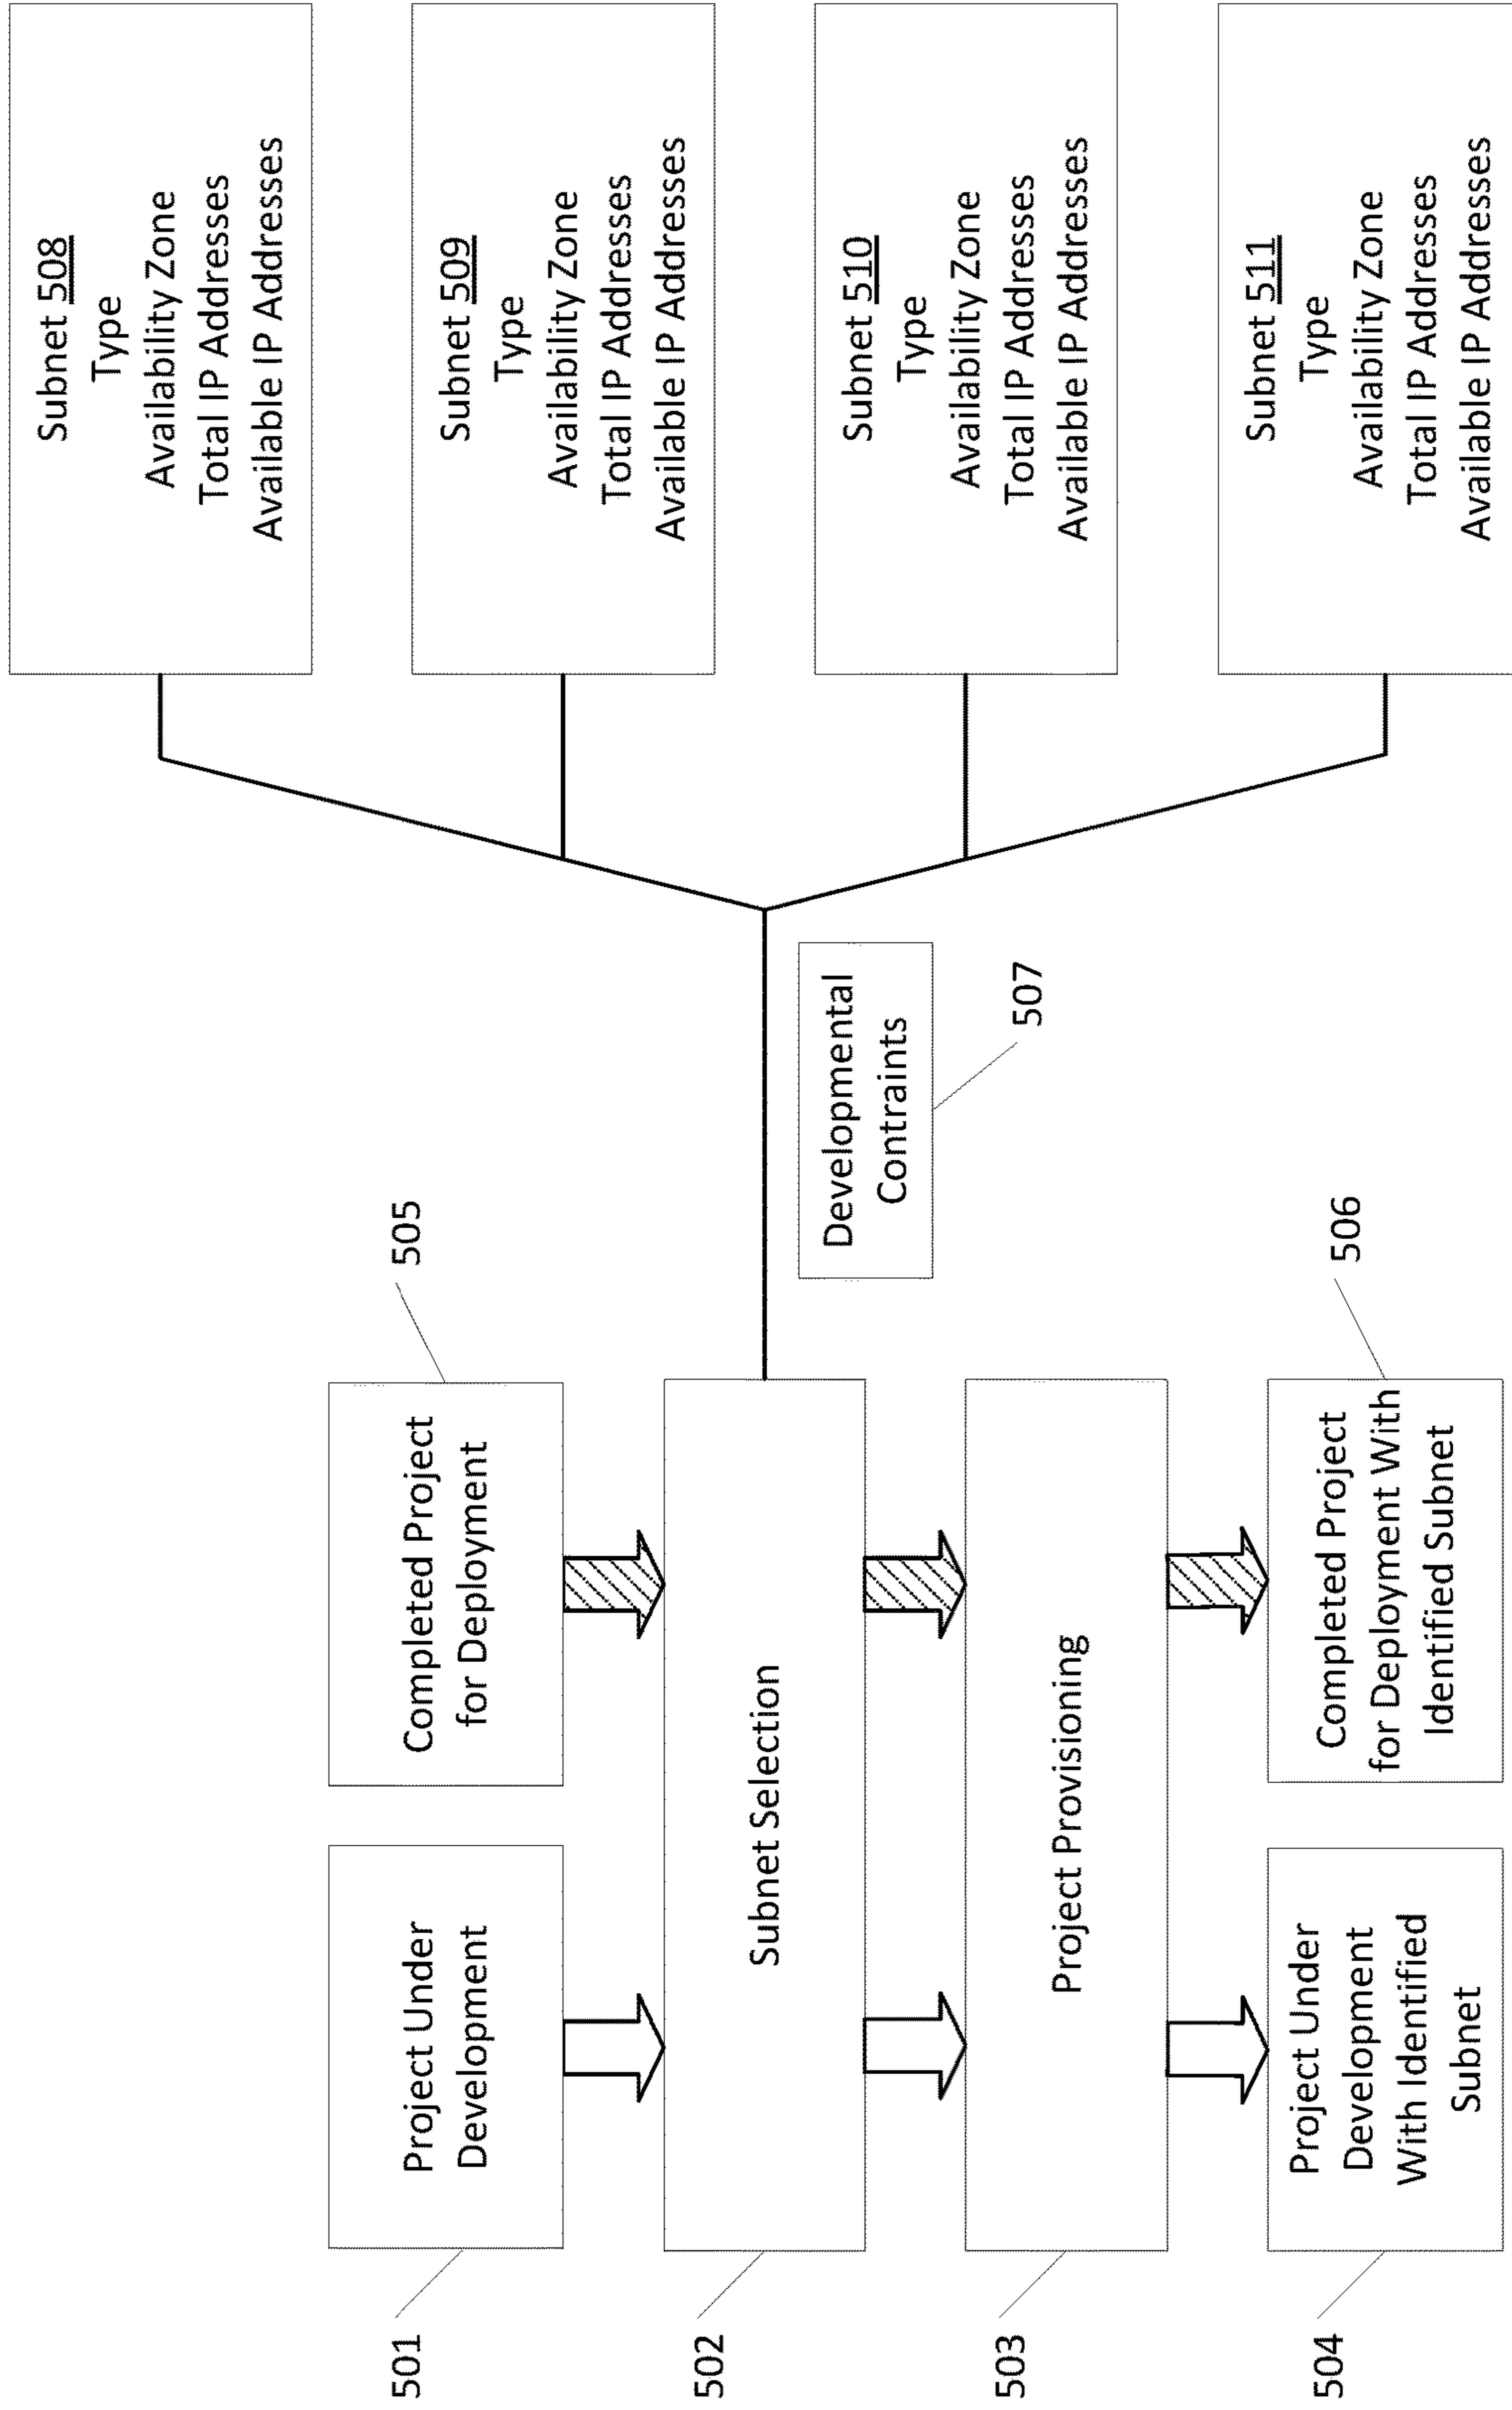 501
Project Under
Development
Completed Project
for Deployment
505
502
Subnet Selection
503
Project Provisioning
504
Project Under
Development
With Identified
Subnet
Completed Project
for Deployment With
Identified Subnet
506
Developmental
Contraints
507
Subnet 508
Type
Availability Zone
Total IP Addresses
Available IP Addresses
Subnet 509
Type
Availability Zone
Total IP Addresses
Available IP Addresses
Subnet 510
Type
Availability Zone
Total IP Addresses
Available IP Addresses
Subnet 511
Type
Availability Zone
Total IP Addresses
Available IP Addresses